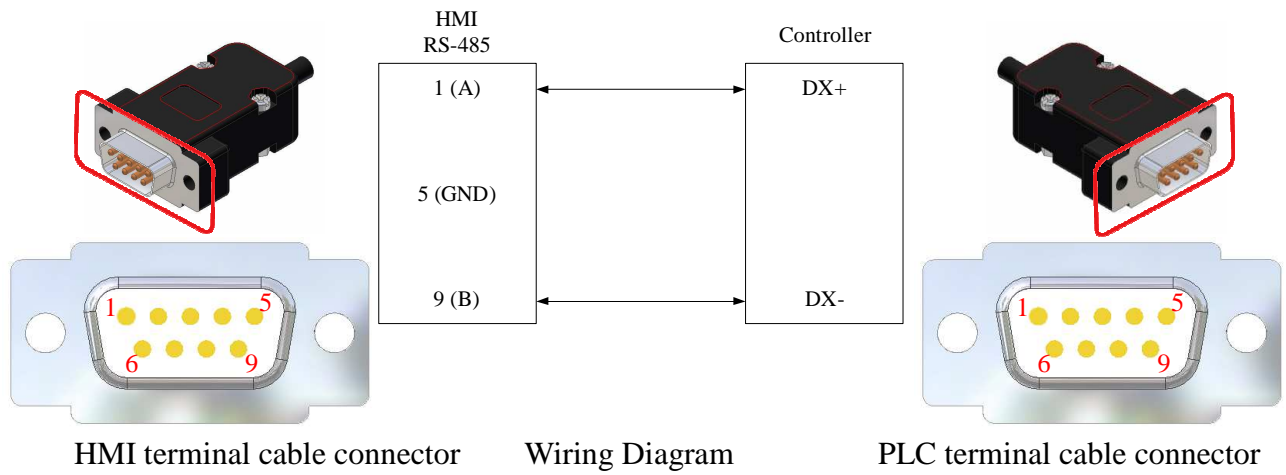 HMI
RS-485
Controller
1 (A)
DX+
5 (GND)
9 (B)
DX-
1
5
6
9
1
5
6
9
HMI terminal cable connector
Wiring Diagram
PLC terminal cable connector